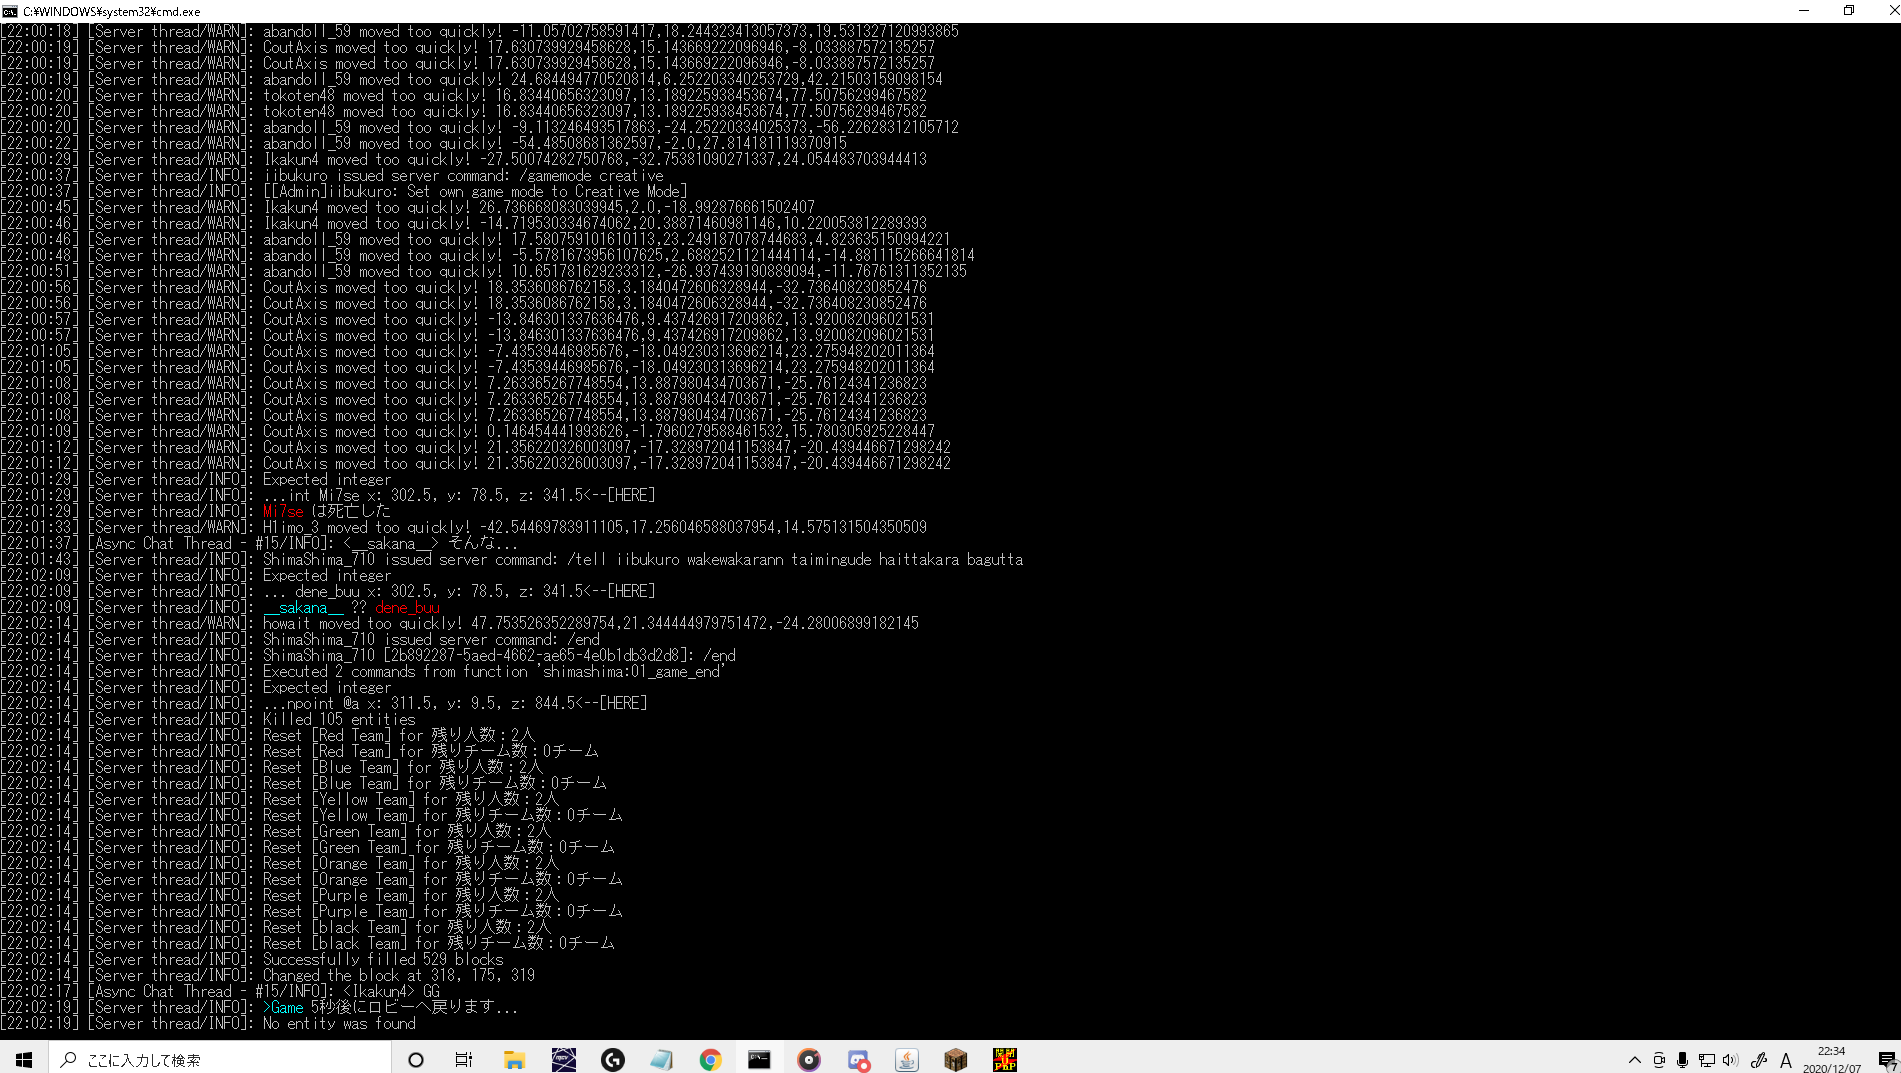 C:¥WINDOWS¥system32¥cmd.exe
[22:00:18] [Server thread/WARN]: abandoll_59 moved too quickly! -11.05702758591417,18.244323413057373,19.531327120993865
[22:00:19] [Server thread/WARN]: CoutAxis moved too quickly! 17.630739929458628,15.143669222096946,-8.033887572135257
[22:00:19] [Server thread/WARN]: CoutAxis moved too quickly! 17.630739929458628,15.143669222096946,-8.033887572135257
[22:00:19] [Server thread/WARN]: abandoll_59 moved too quickly! 24.684494770520814,6.252203340253729,42.21503159098154
[22:00:20] [Server thread/WARN]: tokoten48 moved too quickly! 16.83440656323097,13.189225938453674,77.50756299467582
[22:00:20] [Server thread/WARN]: tokoten48 moved too quickly! 16.83440656323097,13.189225938453674,77.50756299467582
[22:00:20] [Server thread/WARN]: abandoll_59 moved too quickly! -9.113246493517863,-24.25220334025373,-56.22628312105712
[22:00:22] [Server thread/WARN]: abandoll_59 moved too quickly! -54.48508681362597,-2.0,27.814181119370915
[22:00:29] [Server thread/WARN]: Ikakun4 moved too quickly! -27.50074282750768,-32.75381090271337,24.054483703944413
[22:00:37] [Server thread/INFO]: iibukuro issued server command: /gamemode creative
[22:00:37] [Server thread/INFO]: [[Admin]iibukuro: Set own game mode to Creative Mode]
[22:00:45] [Server thread/WARN]: Ikakun4 moved too quickly! 26.736668083039945,2.0,-18.992876661502407
[22:00:46] [Server thread/WARN]: Ikakun4 moved too quickly! -14.719530334674062,20.38871460981146,10.220053812289393
[22:00:46] [Server thread/WARN]: abandoll_59 moved too quickly! 17.580759101610113,23.249187078744683,4.823635150994221
[22:00:48] [Server thread/WARN]: abandoll_59 moved too quickly! -5.5781673956107625,2.6882521121444114,-14.881115266641814
[22:00:51] [Server thread/WARN]: abandoll_59 moved too quickly! 10.651781629233312,-26.937439190889094,-11.76761311352135
[22:00:56] [Server thread/WARN]: CoutAxis moved too quickly! 18.3536086762158,3.1840472606328944,-32.736408230852476
[22:00:56] [Server thread/WARN]: CoutAxis moved too quickly! 18.3536086762158,3.1840472606328944,-32.736408230852476
[22:00:57] [Server thread/WARN]: CoutAxis moved too quickly! -13.846301337636476,9.437426917209862,13.920082096021531
[22:00:57] [Server thread/WARN]: CoutAxis moved too quickly! -13.846301337636476,9.437426917209862,13.920082096021531
[22:01:05] [Server thread/WARN]: CoutAxis moved too quickly! -7.43539446985676,-18.049230313696214,23.275948202011364
[22:01:05] [Server thread/WARN]: CoutAxis moved too quickly! -7.43539446985676,-18.049230313696214,23.275948202011364
[22:01:08] [Server thread/WARN]: CoutAxis moved too quickly! 7.263365267748554,13.887980434703671,-25.76124341236823
[22:01:08] [Server thread/WARN]: CoutAxis moved too quickly! 7.263365267748554,13.887980434703671,-25.76124341236823
[22:01:08] [Server thread/WARN]: CoutAxis moved too quickly! 7.263365267748554,13.887980434703671,-25.76124341236823
[22:01:09] [Server thread/WARN]: CoutAxis moved too quickly! 0.146454441993626,-1.7960279588461532,15.780305925228447
[22:01:12] [Server thread/WARN]: CoutAxis moved too quickly! 21.356220326003097,-17.328972041153847,-20.439446671298242
[22:01:12] [Server thread/WARN]: CoutAxis moved too quickly! 21.356220326003097,-17.328972041153847,-20.439446671298242
[22:01:29] [Server thread/INFO]: Expected integer
[22:01:29] [Server thread/INFO]: ...int Mi7se x: 302.5, y: 78.5, z: 341.5<--[HERE]
[22:01:29] [Server thread/INFO]: Mi7se は死亡した
[22:01:33] [Server thread/WARN]: H1imo_3 moved too quickly! -42.54469783911105,17.256046588037954,14.575131504350509
[22:01:37] [Async Chat Thread - #15/INFO]: <__sakana__> そんな...
[22:01:43] [Server thread/INFO]: ShimaShima_710 issued server command: /tell iibukuro wakewakarann taimingude haittakara bagutta
[22:02:09] [Server thread/INFO]: Expected integer
[22:02:09] [Server thread/INFO]: ... dene_buu x: 302.5, y: 78.5, z: 341.5<--[HERE]
[22:02:09] [Server thread/INFO]: __sakana__ ?? dene_buu
[22:02:14] [Server thread/WARN]: howait moved too quickly! 47.753526352289754,21.344444979751472,-24.28006899182145
[22:02:14] [Server thread/INFO]: ShimaShima_710 issued server command: /end
[22:02:14] [Server thread/INFO]: ShimaShima_710 [2b892287-5aed-4662-ae65-4e0b1db3d2d8]: /end
[22:02:14] [Server thread/INFO]: Executed 2 commands from function 'shimashima:01_game_end'
[22:02:14] [Server thread/INFO]: Expected integer
[22:02:14] [Server thread/INFO]: ...npoint @a x: 311.5, y: 9.5, z: 844.5<--[HERE]
[22:02:14] [Server thread/INFO]: Killed 105 entities
[22:02:14] [Server thread/INFO]: Reset [Red Team] for 残り人数：2人
[22:02:14] [Server thread/INFO]: Reset [Red Team] for 残りチーム数：0チーム
[22:02:14] [Server thread/INFO]: Reset [Blue Team] for 残り人数：2人
[22:02:14] [Server thread/INFO]: Reset [Blue Team] for 残りチーム数：0チーム
[22:02:14] [Server thread/INFO]: Reset [Yellow Team] for 残り人数：2人
[22:02:14] [Server thread/INFO]: Reset [Yellow Team] for 残りチーム数：0チーム
[22:02:14] [Server thread/INFO]: Reset [Green Team] for 残り人数：2人
[22:02:14] [Server thread/INFO]: Reset [Green Team] for 残りチーム数：0チーム
[22:02:14] [Server thread/INFO]: Reset [Orange Team] for 残り人数：2人
[22:02:14] [Server thread/INFO]: Reset [Orange Team] for 残りチーム数：0チーム
[22:02:14] [Server thread/INFO]: Reset [Purple Team] for 残り人数：2人
[22:02:14] [Server thread/INFO]: Reset [Purple Team] for 残りチーム数：0チーム
[22:02:14] [Server thread/INFO]: Reset [black Team] for 残り人数：2人
[22:02:14] [Server thread/INFO]: Reset [black Team] for 残りチーム数：0チーム
[22:02:14] [Server thread/INFO]: Successfully filled 529 blocks
[22:02:14] [Server thread/INFO]: Changed the block at 318, 175, 319
[22:02:17] [Async Chat Thread - #15/INFO]: <Ikakun4> GG
[22:02:19] [Server thread/INFO]: >Game 5秒後にロビーへ戻ります...
[22:02:19] [Server thread/INFO]: No entity was found
ここに入力して検索
A
22:34
2020/12/07
7